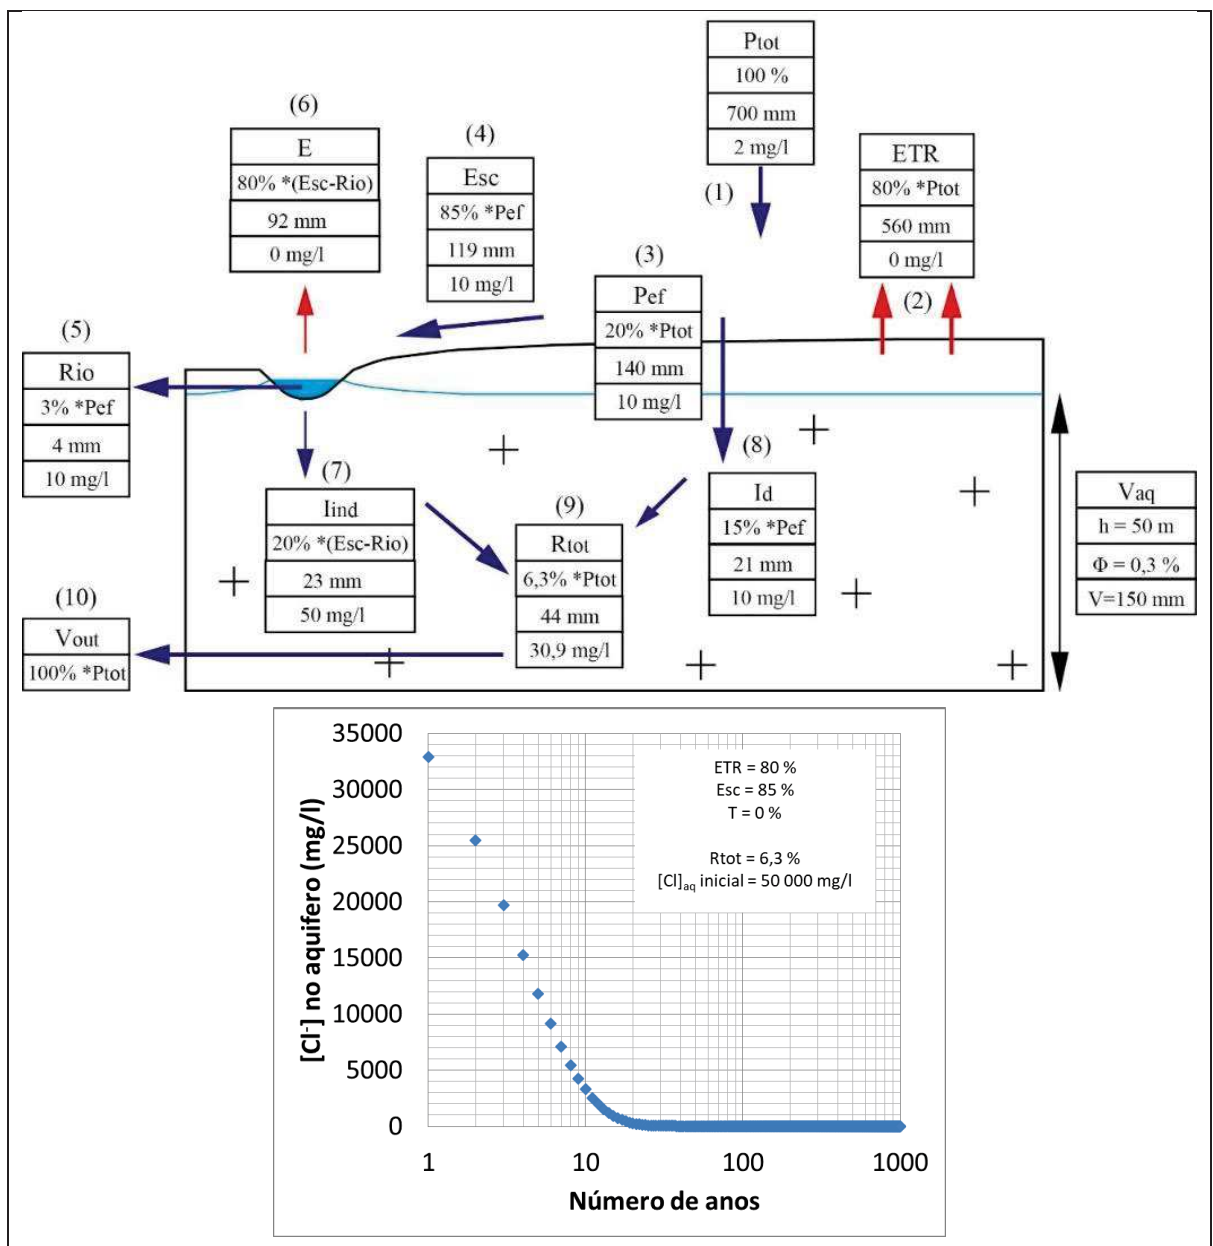 Ptot
100 %
700 mm
2 mg/l
(1)
(6)
E
80% *(Esc-Rio)
92 mm
0 mg/l
(4)
Esc
85% *Pef
119 mm
10 mg/l
ETR
80% *Ptot
560 mm
0 mg/l
(2)
(3)
Pef
20% *Ptot
140 mm
10 mg/l
(5)
Rio
3% *Pef
4 mm
10 mg/l
(7)
Iind
20% *(Esc-Rio)
23 mm
50 mg/l
(8)
Id
15% *Pef
21 mm
10 mg/l
(9)
Rtot
6,3% *Ptot
44 mm
30,9 mg/l
Vaq
h = 50 m
Φ = 0,3 %
V=150 mm
(10)
Vout
100% *Ptot
[Cl⁻] no aquifero (mg/l)
35000
30000
25000
20000
15000
10000
5000
0
ETR = 80 %
Esc = 85 %
T = 0 %
Rtot = 6,3 %
[Cl]aq inicial = 50 000 mg/l
1 10 100 1000
Número de anos